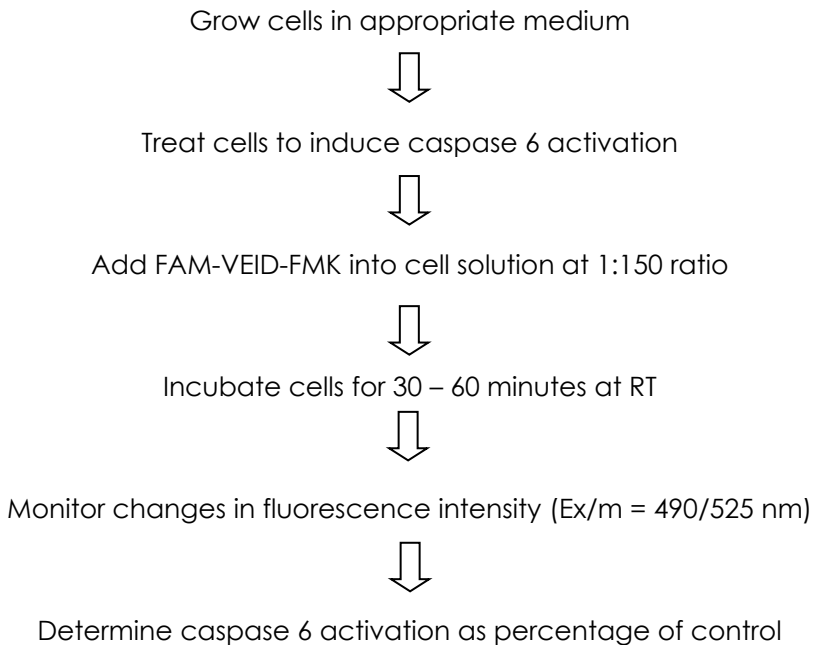 Grow cells in appropriate medium
Treat cells to induce caspase 6 activation
Add FAM-VEID-FMK into cell solution at 1:150 ratio
Incubate cells for 30 – 60 minutes at RT
Monitor changes in fluorescence intensity (Ex/m = 490/525 nm)
Determine caspase 6 activation as percentage of control